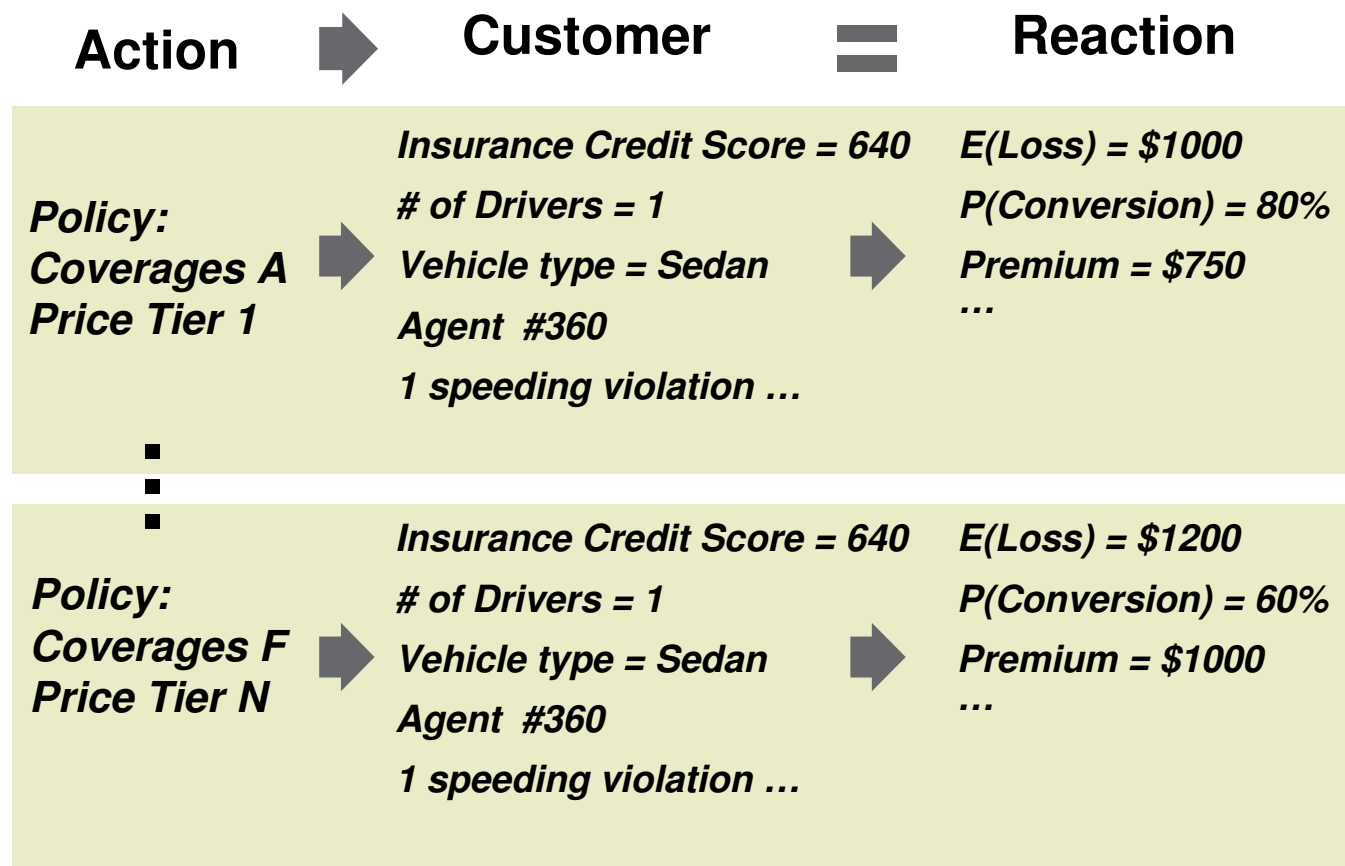 Action
Customer
Reaction
Policy:
Coverages A
Price Tier 1
Insurance Credit Score = 640
# of Drivers = 1
Vehicle type = Sedan
Agent #360
1 speeding violation …
E(Loss) = $1000
P(Conversion) = 80%
Premium = $750
…
Policy:
Coverages F
Price Tier N
Insurance Credit Score = 640
# of Drivers = 1
Vehicle type = Sedan
Agent #360
1 speeding violation …
E(Loss) = $1200
P(Conversion) = 60%
Premium = $1000
…